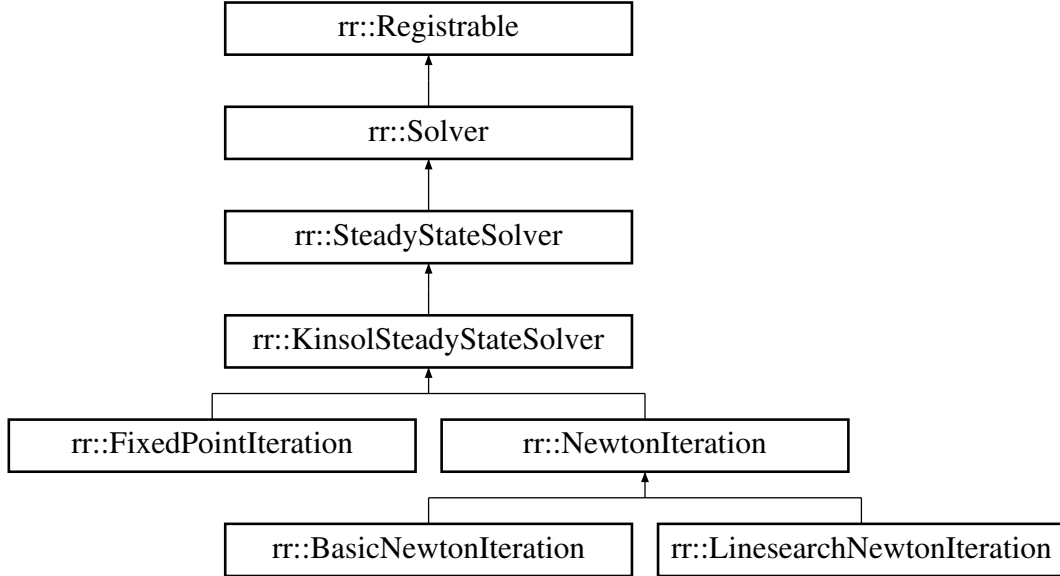 rr::Registrable
rr::Solver
rr::SteadyStateSolver
rr::KinsolSteadyStateSolver
rr::FixedPointIteration
rr::NewtonIteration
rr::BasicNewtonIteration
rr::LinesearchNewtonIteration